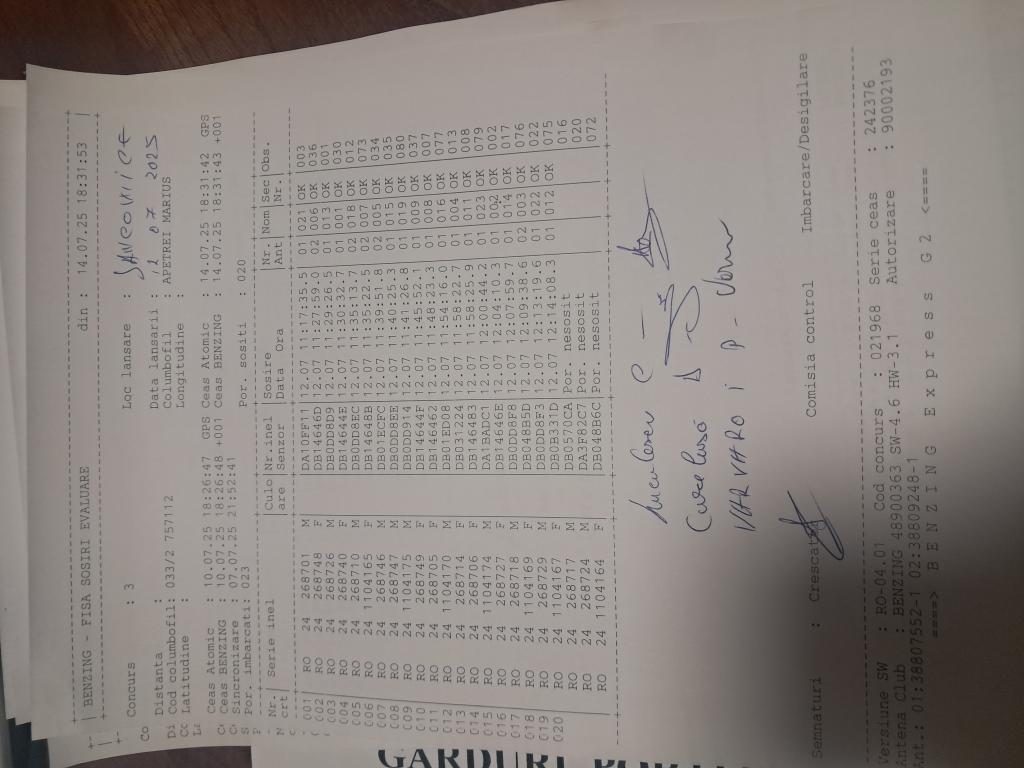 BENZING - FISA SOSIRI EVALUARE din : 14.07.25 18:31:53
Concurs : 3 Loc lansare :
Distanta : Data lansarii : 12 07 2025
Cod columbofil: 033/2 757112 Columbofil : APETREI MARIUS
Latitudine : Longitudine :
Ceas Atomic : 10.07.25 18:26:47 GPS Ceas Atomic : 14.07.25 18:31:42 GPS
Ceas BENZING : 10.07.25 18:26:48 +001 Ceas BENZING : 14.07.25 18:31:43 +001
Sincronizare : 07.07.25 21:52:41
Por. imbarcati: 023 Por. sositi : 020
Nr. Serie inel Culo Nr.inel Sosire Nr. Nom Sec Obs.
crt are Senzor Data Ora Ant Nr.
001 RO 24 268701 M DA10FF11 12.07 11:17:35.5 01 021 OK 003
002 RO 24 268748 F DB14646D 12.07 11:27:59.0 02 006 OK 036
003 RO 24 268726 M DB0DD8D9 12.07 11:29:26.5 01 013 OK 001
004 RO 24 268740 F DB14644E 12.07 11:30:32.7 01 001 OK 030
005 RO 24 268710 M DB0DD8EC 12.07 11:35:13.7 02 018 OK 012
006 RO 24 1104165 F DB14648B 12.07 11:35:22.5 01 017 OK 073
007 RO 24 268746 M DB01ECFC 12.07 11:39:51.8 02 005 OK 034
008 RO 24 268747 M DB0DD8EE 12.07 11:40:15.3 02 015 OK 035
009 RO 24 1104175 M DB0DD914 12.07 11:41:26.8 01 019 OK 080
010 RO 24 268749 F DB14644F 12.07 11:45:52.1 01 009 OK 037
011 RO 24 268705 F DB146462 12.07 11:48:23.3 01 008 OK 007
012 RO 24 1104170 M DB01ED08 12.07 11:54:16.0 01 016 OK 077
013 RO 24 268714 F DB031224 12.07 11:58:22.7 01 004 OK 013
014 RO 24 268706 F DB146483 12.07 11:58:25.9 01 011 OK 008
015 RO 24 1104174 M DA1BADC1 12.07 12:00:44.2 01 023 OK 079
016 RO 24 268727 F DB14646E 12.07 12:04:10.3 01 002 OK 002
017 RO 24 268718 M DB0DD8F8 12.07 12:07:59.7 01 014 OK 017
018 RO 24 1104169 F DB048B5D 12.07 12:09:38.6 02 003 OK 076
019 RO 24 268729 M DB0DD8F3 12.07 12:13:19.6 01 022 OK 022
020 RO 24 1104167 F DB0B331D 12.07 12:14:08.3 01 012 OK 075
RO 24 268717 M DB0570CA Por nesosit 016
RO 24 268724 M DA3F82C7 Por nesosit 020
RO 24 1104164 F DB048B6C Por nesosit 072
Semnaturi : Crescator Comisia control Imbarcare/Desigilare
Versiune SW : RO-04.01 Cod concurs : 021968 Serie ceas : 242376
Antena Club : BENZING 48900363 SW-4.6 HW-3.1 Autorizare : 90002193
Ant.: 01:38807552-1 02:38809248-1
====> B E N Z I N G E x p r e s s G 2 <====